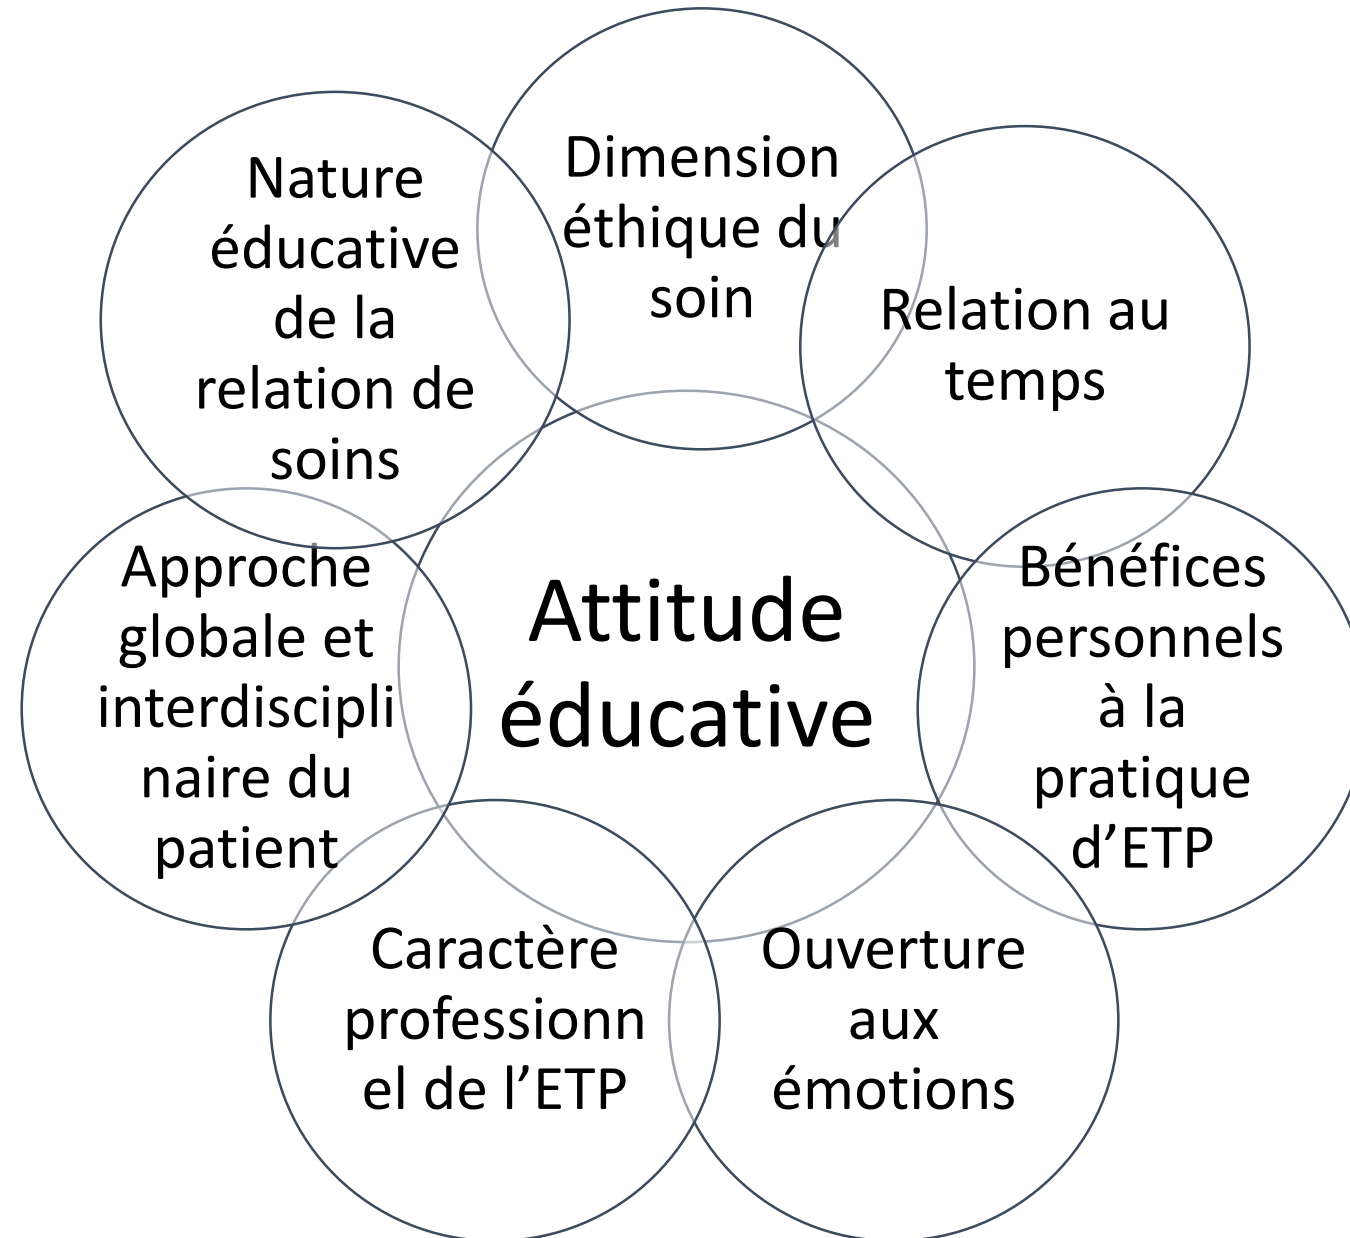 Dimension
éthique du
soin
Relation au
temps
Bénéfices
personnels
à la
pratique
d’ETP
Ouverture
aux
émotions
Caractère
professionn
el de l’ETP
Approche
globale et
interdiscipli
naire du
patient
Nature
éducative
de la
relation de
soins
Attitude
éducative